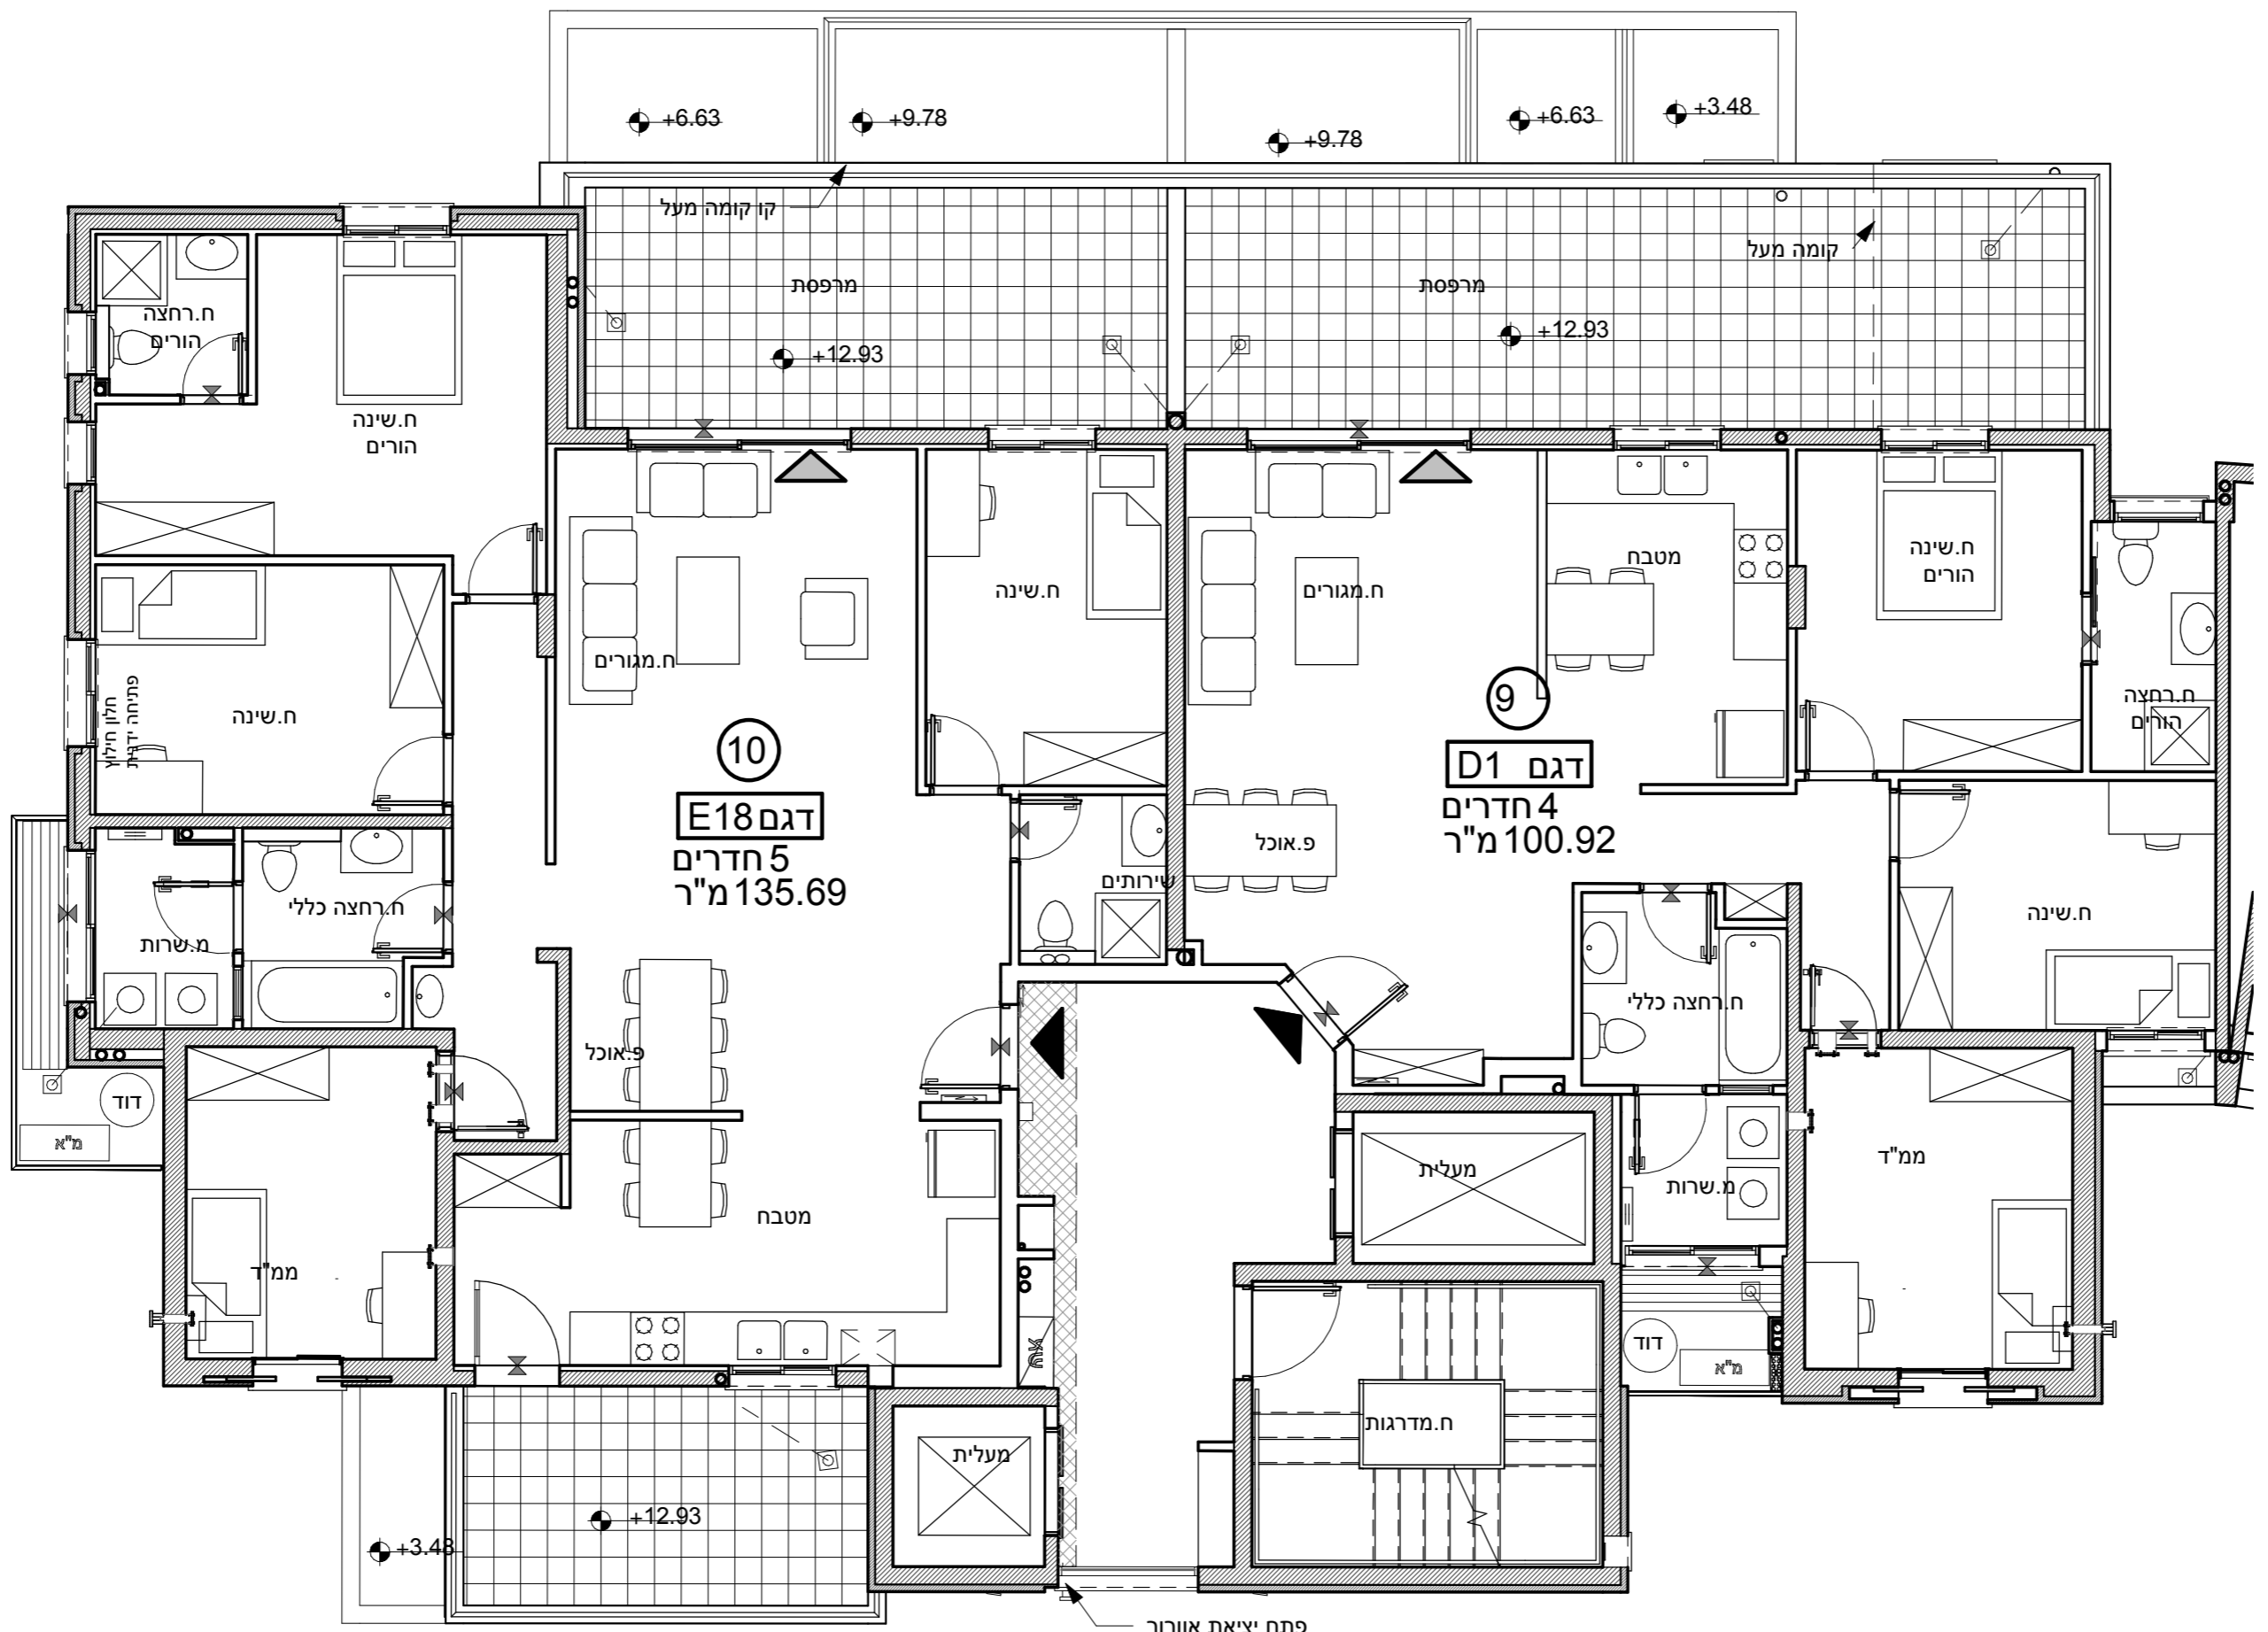 +6.63
+9.78
+9.78
+6.63
+3.48
קו קומה מעל
קומה מעל
מרפסת
+12.93
מרפסת
+12.93
ח.רחצה
הורים
ח.שינה
הורים
ח.שינה
חלון חילוץ
פתיחה ידנית
ח.מגורים
ח.שינה
10
דגם E18
5 חדרים
135.69 מ"ר
ח.מגורים
מטבח
9
דגם D1
4 חדרים
100.92 מ"ר
ח.שינה
הורים
ח.רחצה
הורים
פ.אוכל
שירותים
ח.שינה
ח.רחצה כללי
מ.שרות
ח.רחצה כללי
פ.אוכל
דוד
מ"א
ממ"ד
מטבח
מעלית
מ.שרות
ממ"ד
דוד
מ"א
ח.מדרגות
מעלית
+12.93
+3.48
פתח יציאת אוורור